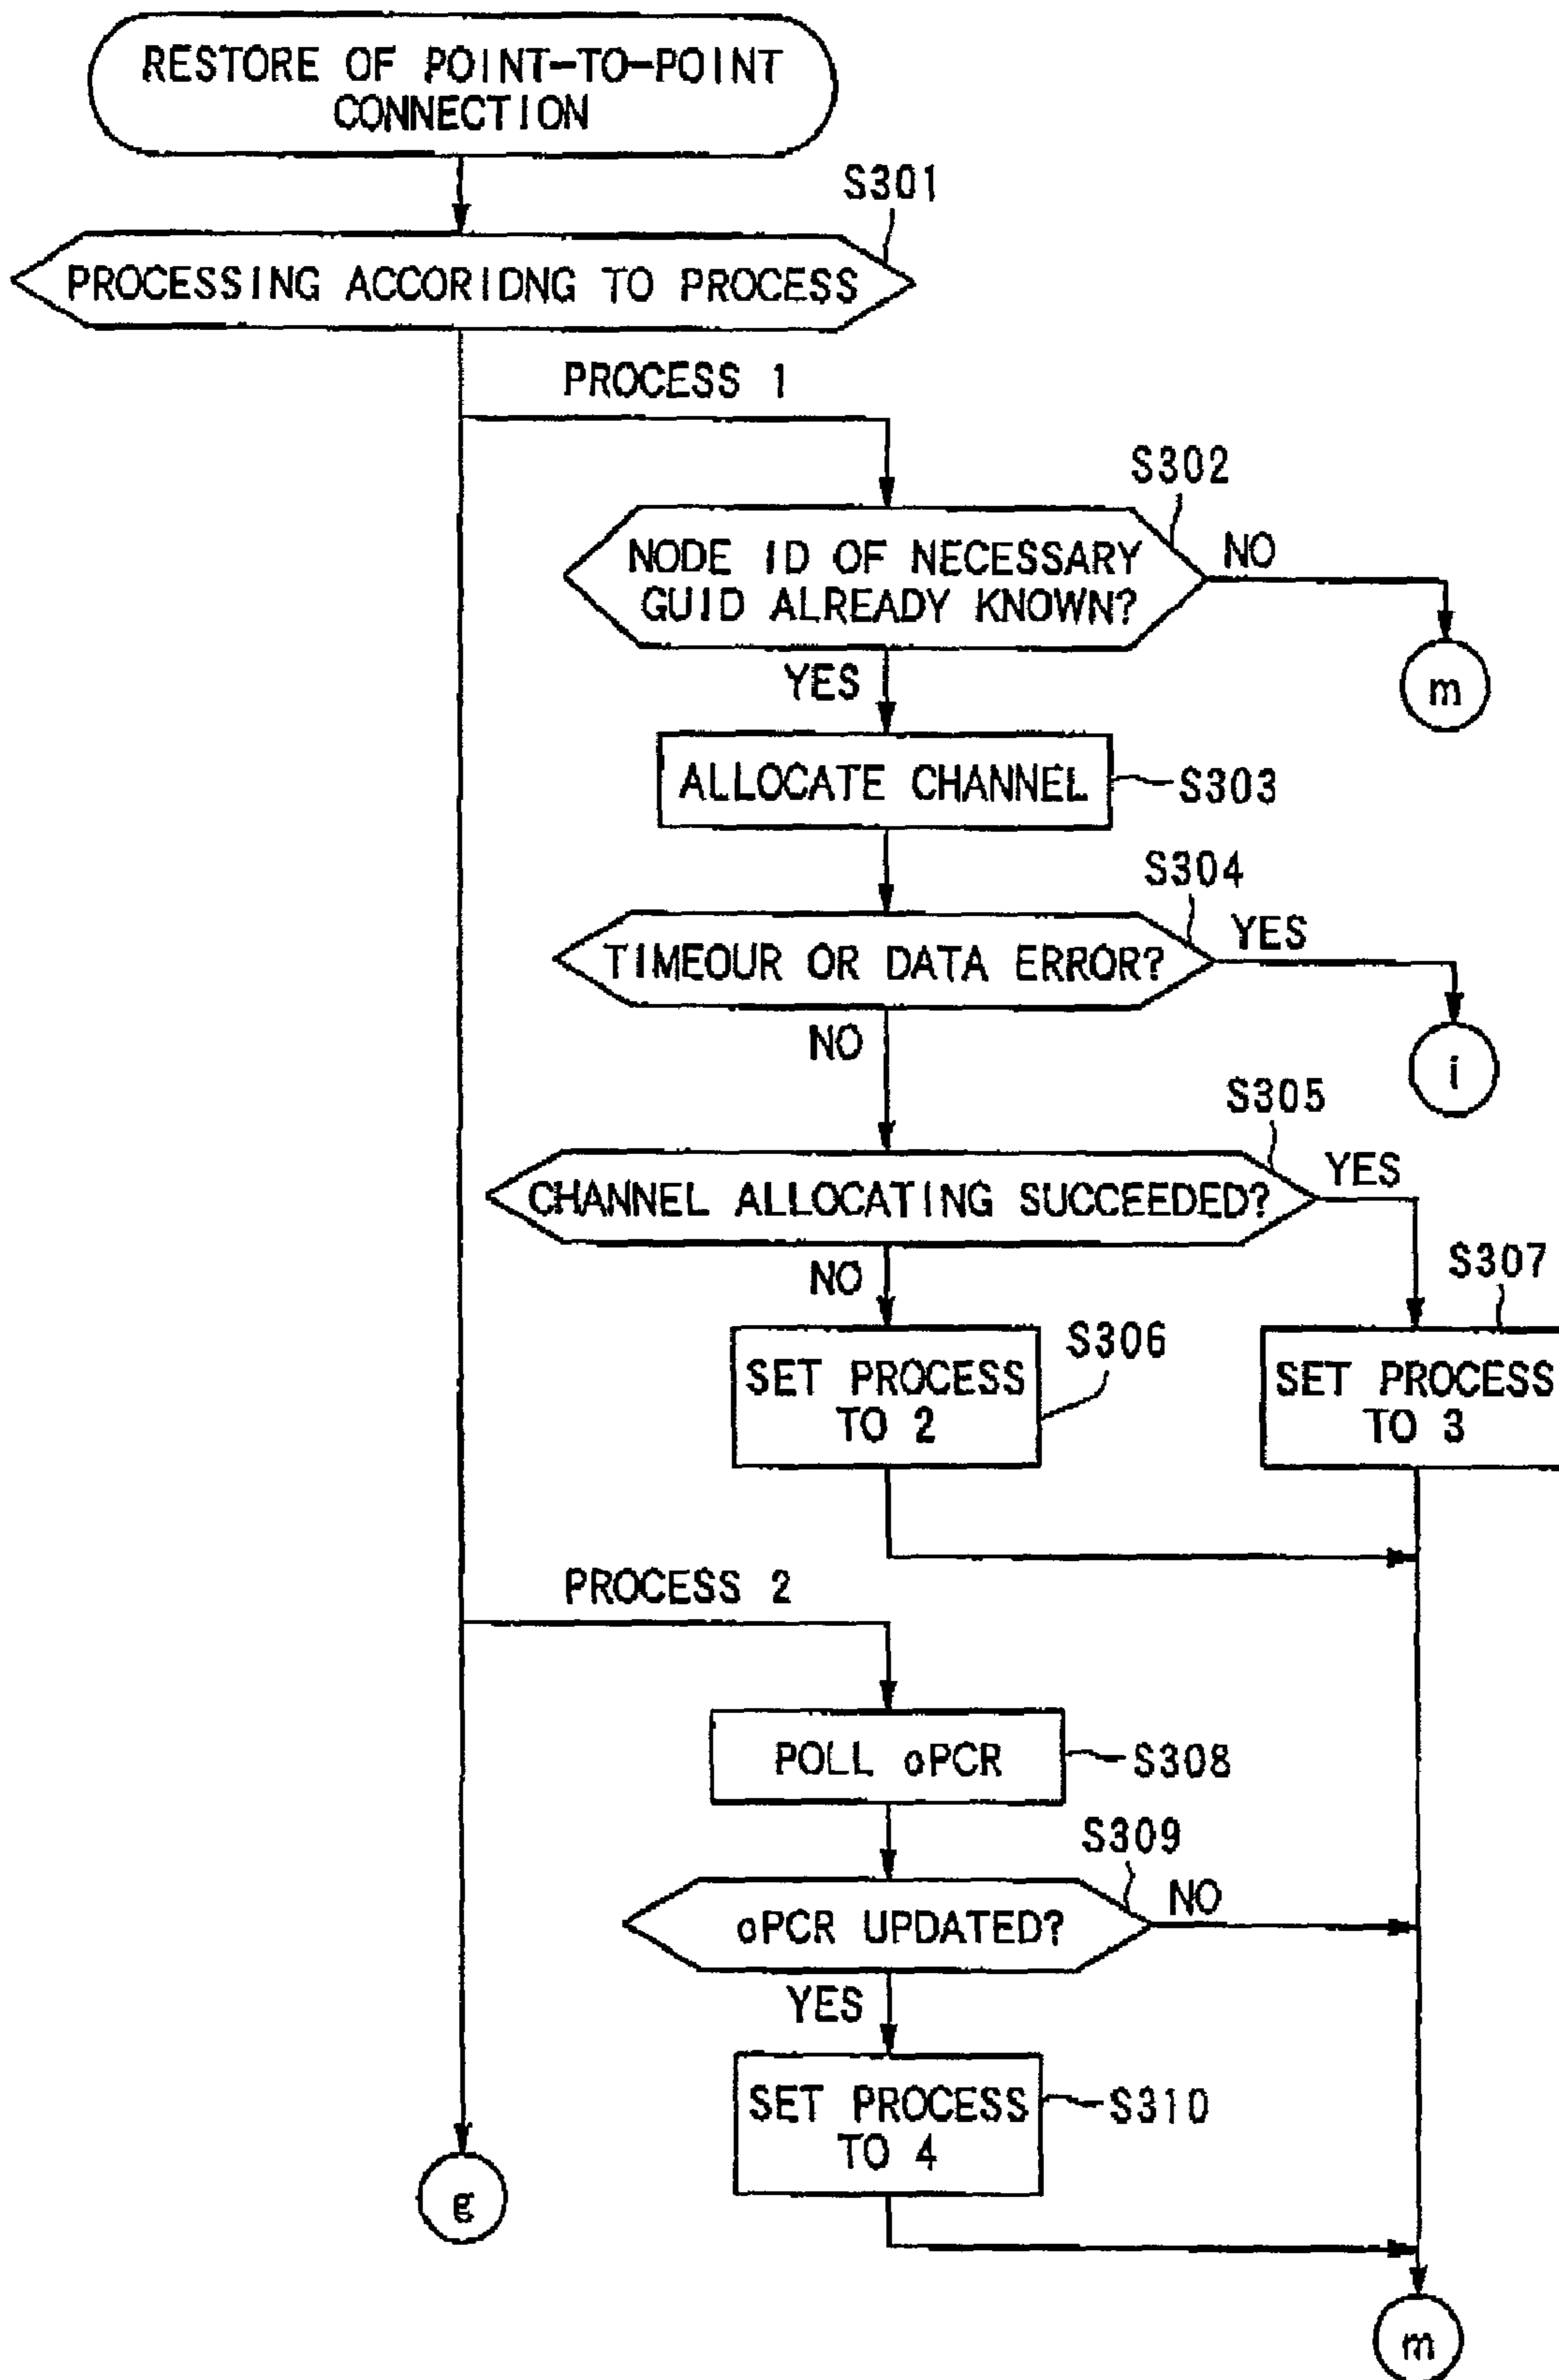 RESTORE OF POINT-TO-POINT
CONNECTION
S301
PROCESSING ACCORIDNG TO PROCESS
PROCESS 1
S302
NODE ID OF NECESSARY
GUID ALREADY KNOWN?
NO
m
YES
ALLOCATE CHANNEL
S303
S304
TIMEOUR OR DATA ERROR?
YES
i
NO
S305
CHANNEL ALLOCATING SUCCEEDED?
YES
NO
S307
S306
SET PROCESS
TO 2
SET PROCESS
TO 3
PROCESS 2
POLL oPCR
S308
S309
oPCR UPDATED?
NO
YES
SET PROCESS
TO 4
S310
g
m